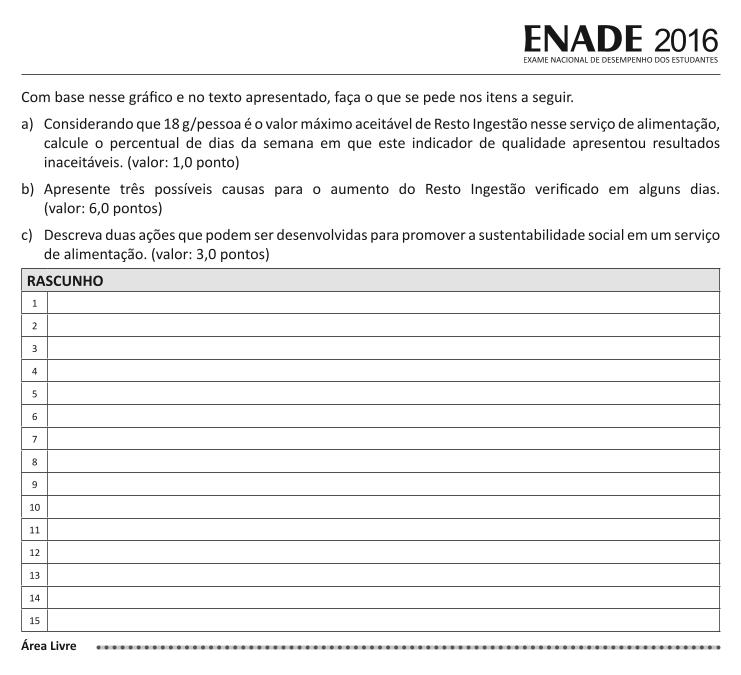 ENADE 2016
EXAME NACIONAL DE DESEMPENHO DOS ESTUDANTES
Com base nesse gráfico e no texto apresentado, faça o que se pede nos itens a seguir.
a) Considerando que 18 g/pessoa é o valor máximo aceitável de Resto Ingestão nesse serviço de alimentação,
calcule o percentual de dias da semana em que este indicador de qualidade apresentou resultados
inaceitáveis. (valor: 1,0 ponto)
b) Apresente três possíveis causas para o aumento do Resto Ingestão verificado em alguns dias.
(valor: 6,0 pontos)
c) Descreva duas ações que podem ser desenvolvidas para promover a sustentabilidade social em um serviço
de alimentação. (valor: 3,0 pontos)
RASCUNHO
1
2
3
4
5
6
7
8
9
10
11
12
13
14
15
Área Livre